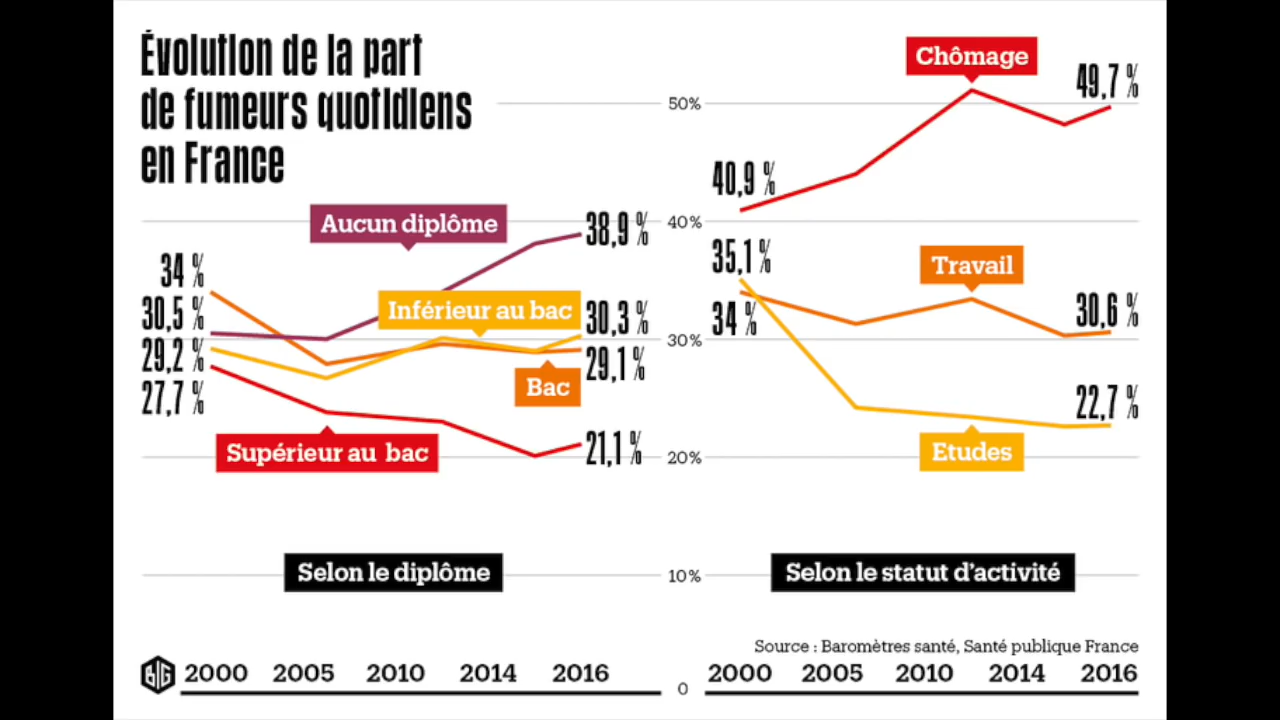 Évolution de la part
de fumeurs quotidiens
en France
Aucun diplôme
34 %
30,5 %
29,2 %
27,7 %
38,9 %
Inférieur au bac
30,3 %
29,1 %
Bac
Supérieur au bac
21,1 %
Selon le diplôme
50%
40%
30%
20%
10%
0
Chômage
49,7 %
40,9 %
35,1 %
34 %
Travail
30,6 %
22,7 %
Etudes
Selon le statut d'activité
Source : Baromètres santé, Santé publique France
BTG
2000 2005 2010 2014 2016
2000 2005 2010 2014 2016